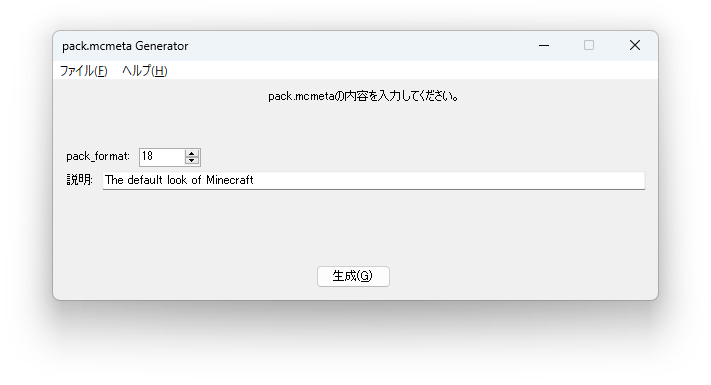 pack.mcmeta Generator
ファイル(F) ヘルプ(H)
pack.mcmetaの内容を入力してください。
pack_format: 18
説明: The default look of Minecraft
生成(G)